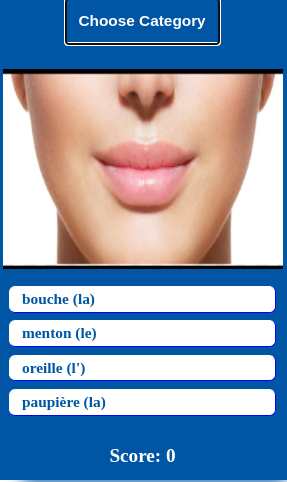 Choose Category
bouche (la)
menton (le)
oreille (l')
paupière (la)
Score: 0